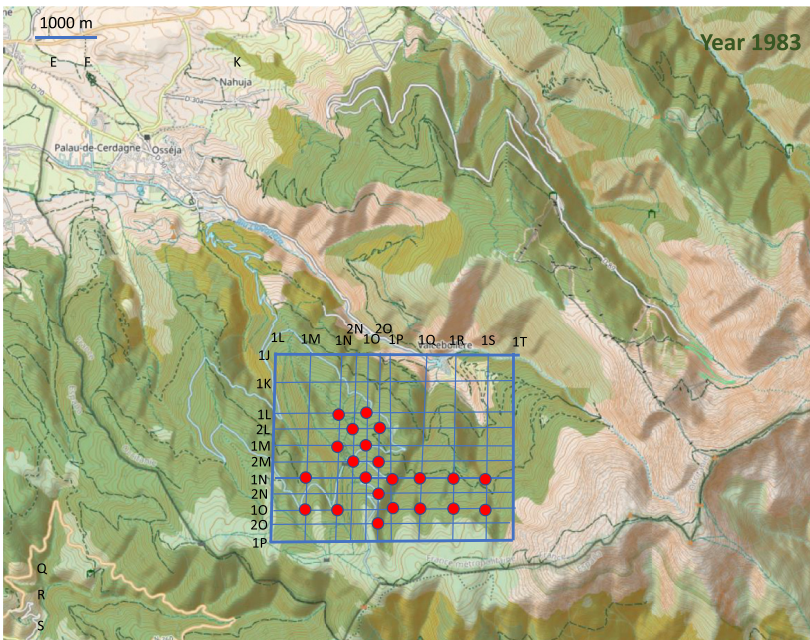 1000 m
Year 1983
E F K
Nahuja
Palau-de-Cerdagne Osséja
2N 2O
1L 1M 1N 1O 1P 1Q 1R 1S 1T
1J
1K
1L
2L
1M
2M
1N
2N
1O
2O
1P
Q
R
S